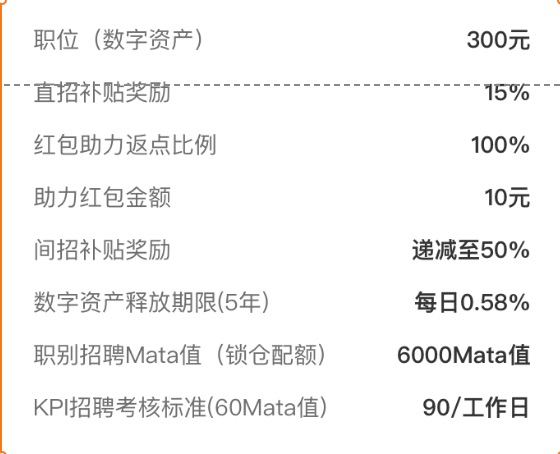 职位（数字资产） 300元
直招补贴奖励 15%
红包助力返点比例 100%
助力红包金额 10元
间招补贴奖励 递减至50%
数字资产释放期限(5年) 每日0.58%
职别招聘Mata值（锁仓配额） 6000Mata值
KPI招聘考核标准(60Mata值) 90/工作日